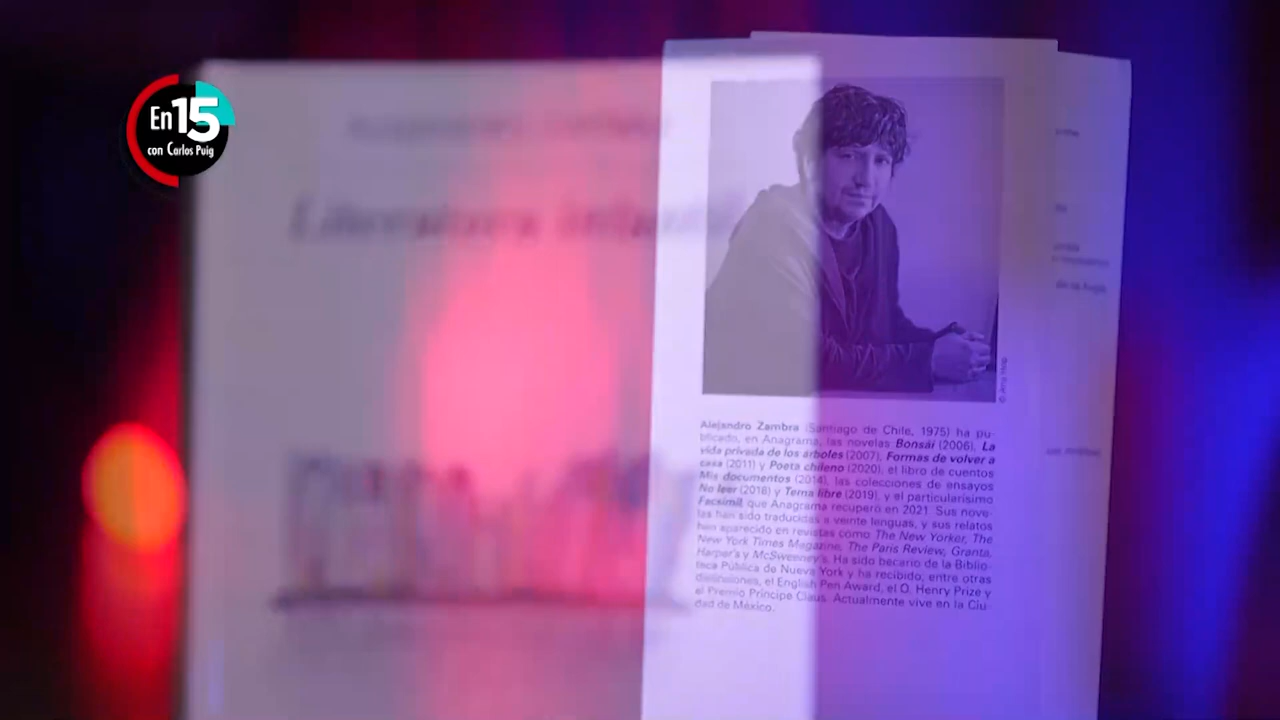 En 15
con Carlos Puig
Literatura infantil
© Jerry Hsip
Alejandro Zambra (Santiago de Chile, 1975) ha pu-
blicado, en Anagrama, las novelas Bonsái (2006), La
vida privada de los árboles (2007), Formas de volver a
casa (2011) y Poeta chileno (2020), el libro de cuentos
Mis documentos (2014), las colecciones de ensayos
No leer (2018) y Tema libre (2019), y el particularísimo
Facsímil, que Anagrama recuperó en 2021. Sus nove-
las han sido traducidas a veinte lenguas, y sus relatos
han aparecido en revistas como The New Yorker, The
New York Times Magazine, The Paris Review, Granta,
Harper's y McSweeney's. Ha sido becario de la Biblio-
teca Pública de Nueva York y ha recibido, entre otras
distinciones, el English Pen Award, el O. Henry Prize y
el Premio Príncipe Claus. Actualmente vive en la Ciu-
dad de México.